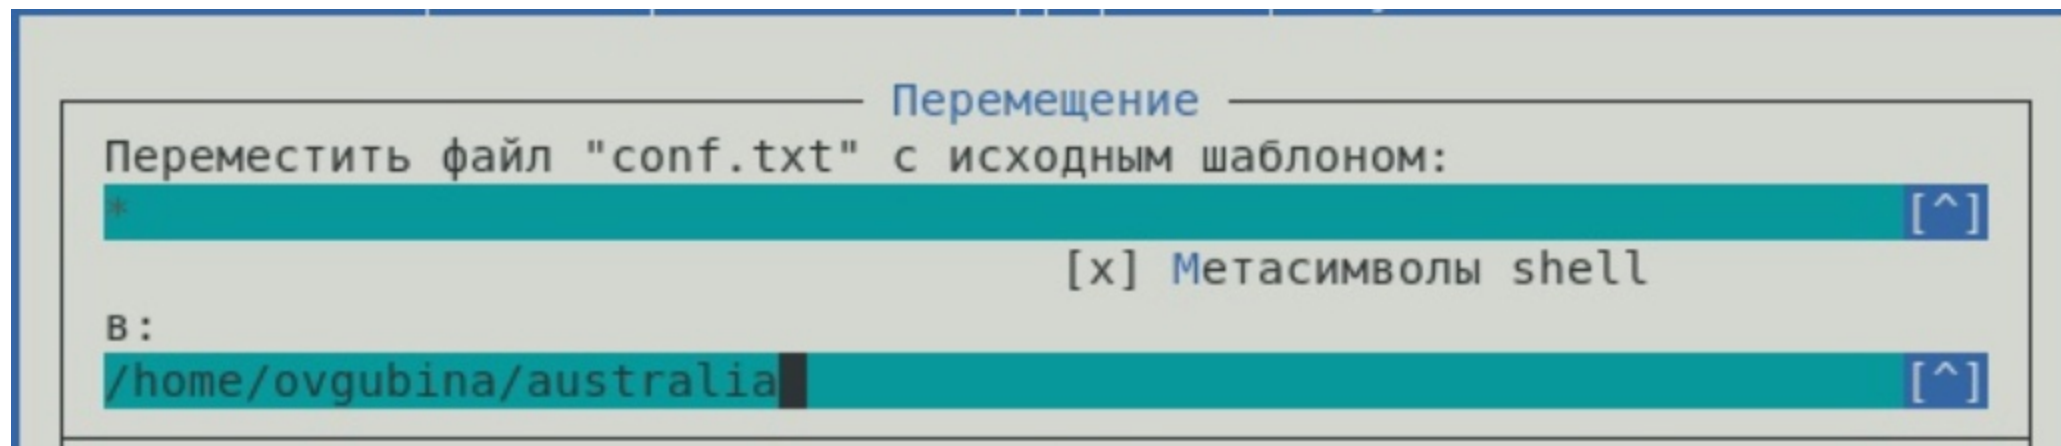 Перемещение
Переместить файл "conf.txt" с исходным шаблоном:
* [^]
[x] Метасимволы shell
в:
/home/ovgubina/australia [^]